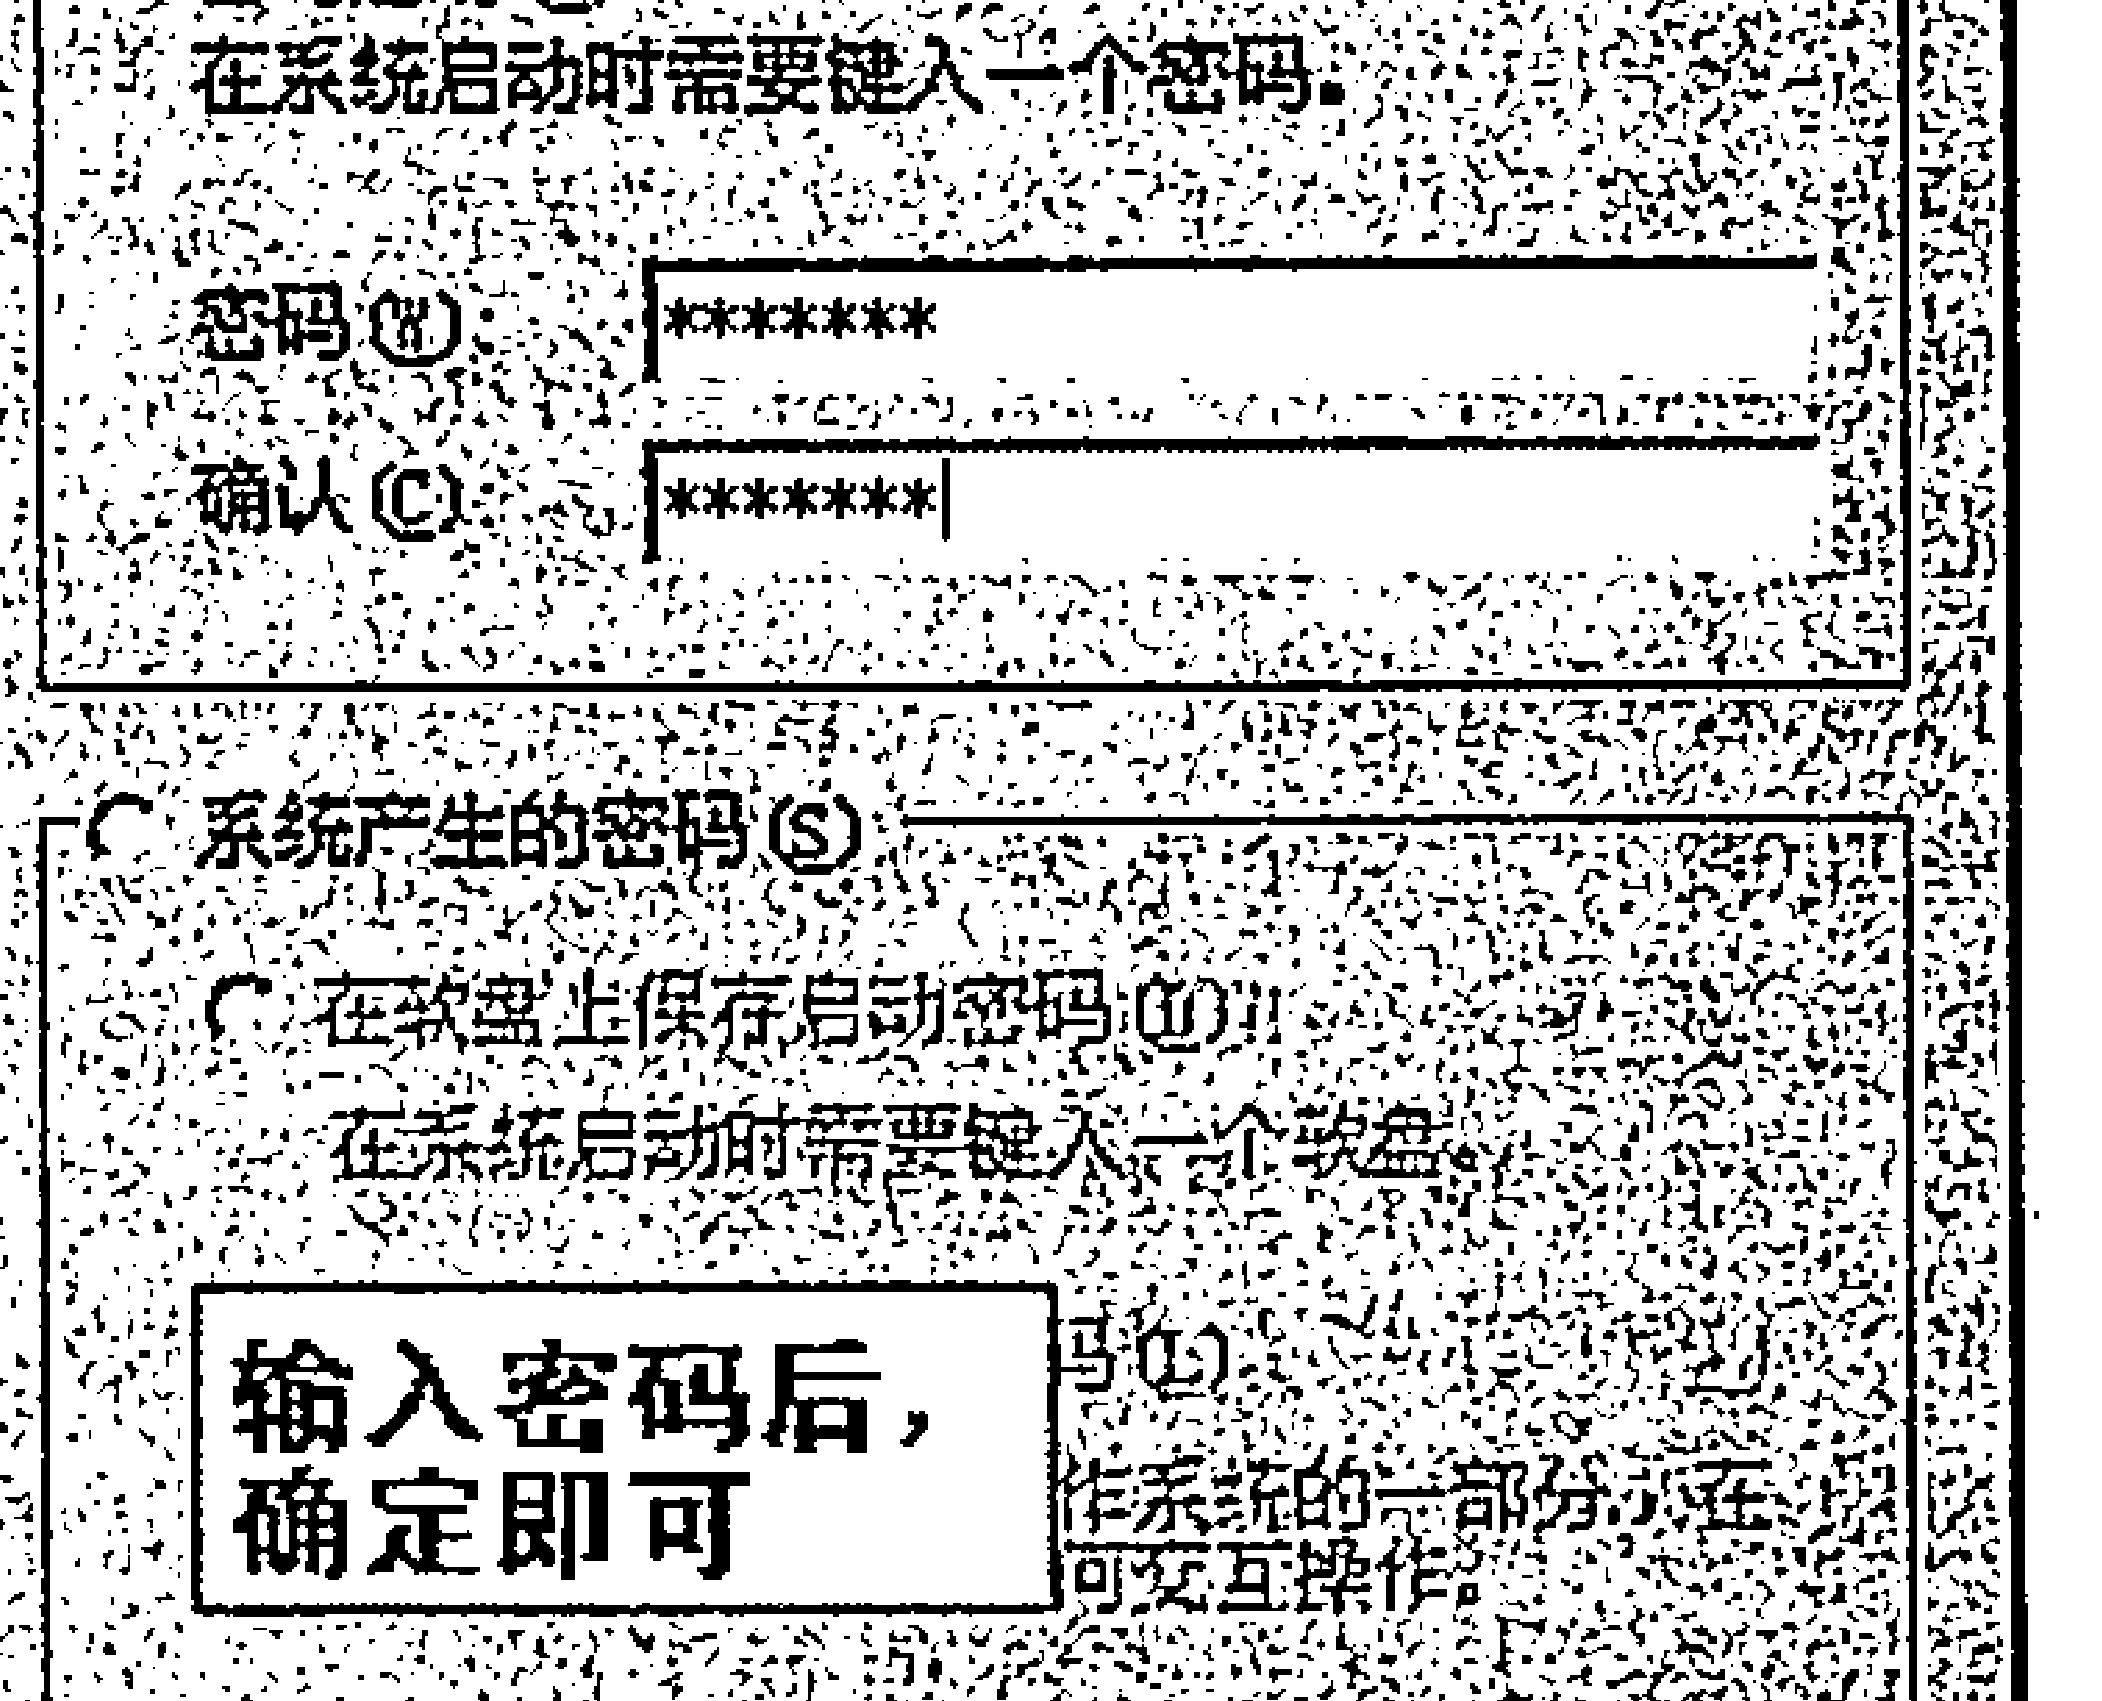 在系统启动时需要键入一个密码。
密码(W): *******
确认(C): *******
系统产生的密码(S)
在软盘上保存启动密码(U)
在系统启动时需要键入一个软盘。
码(L)
输入密码后，
确定即可
作系统的一部分，在
可交互操作。